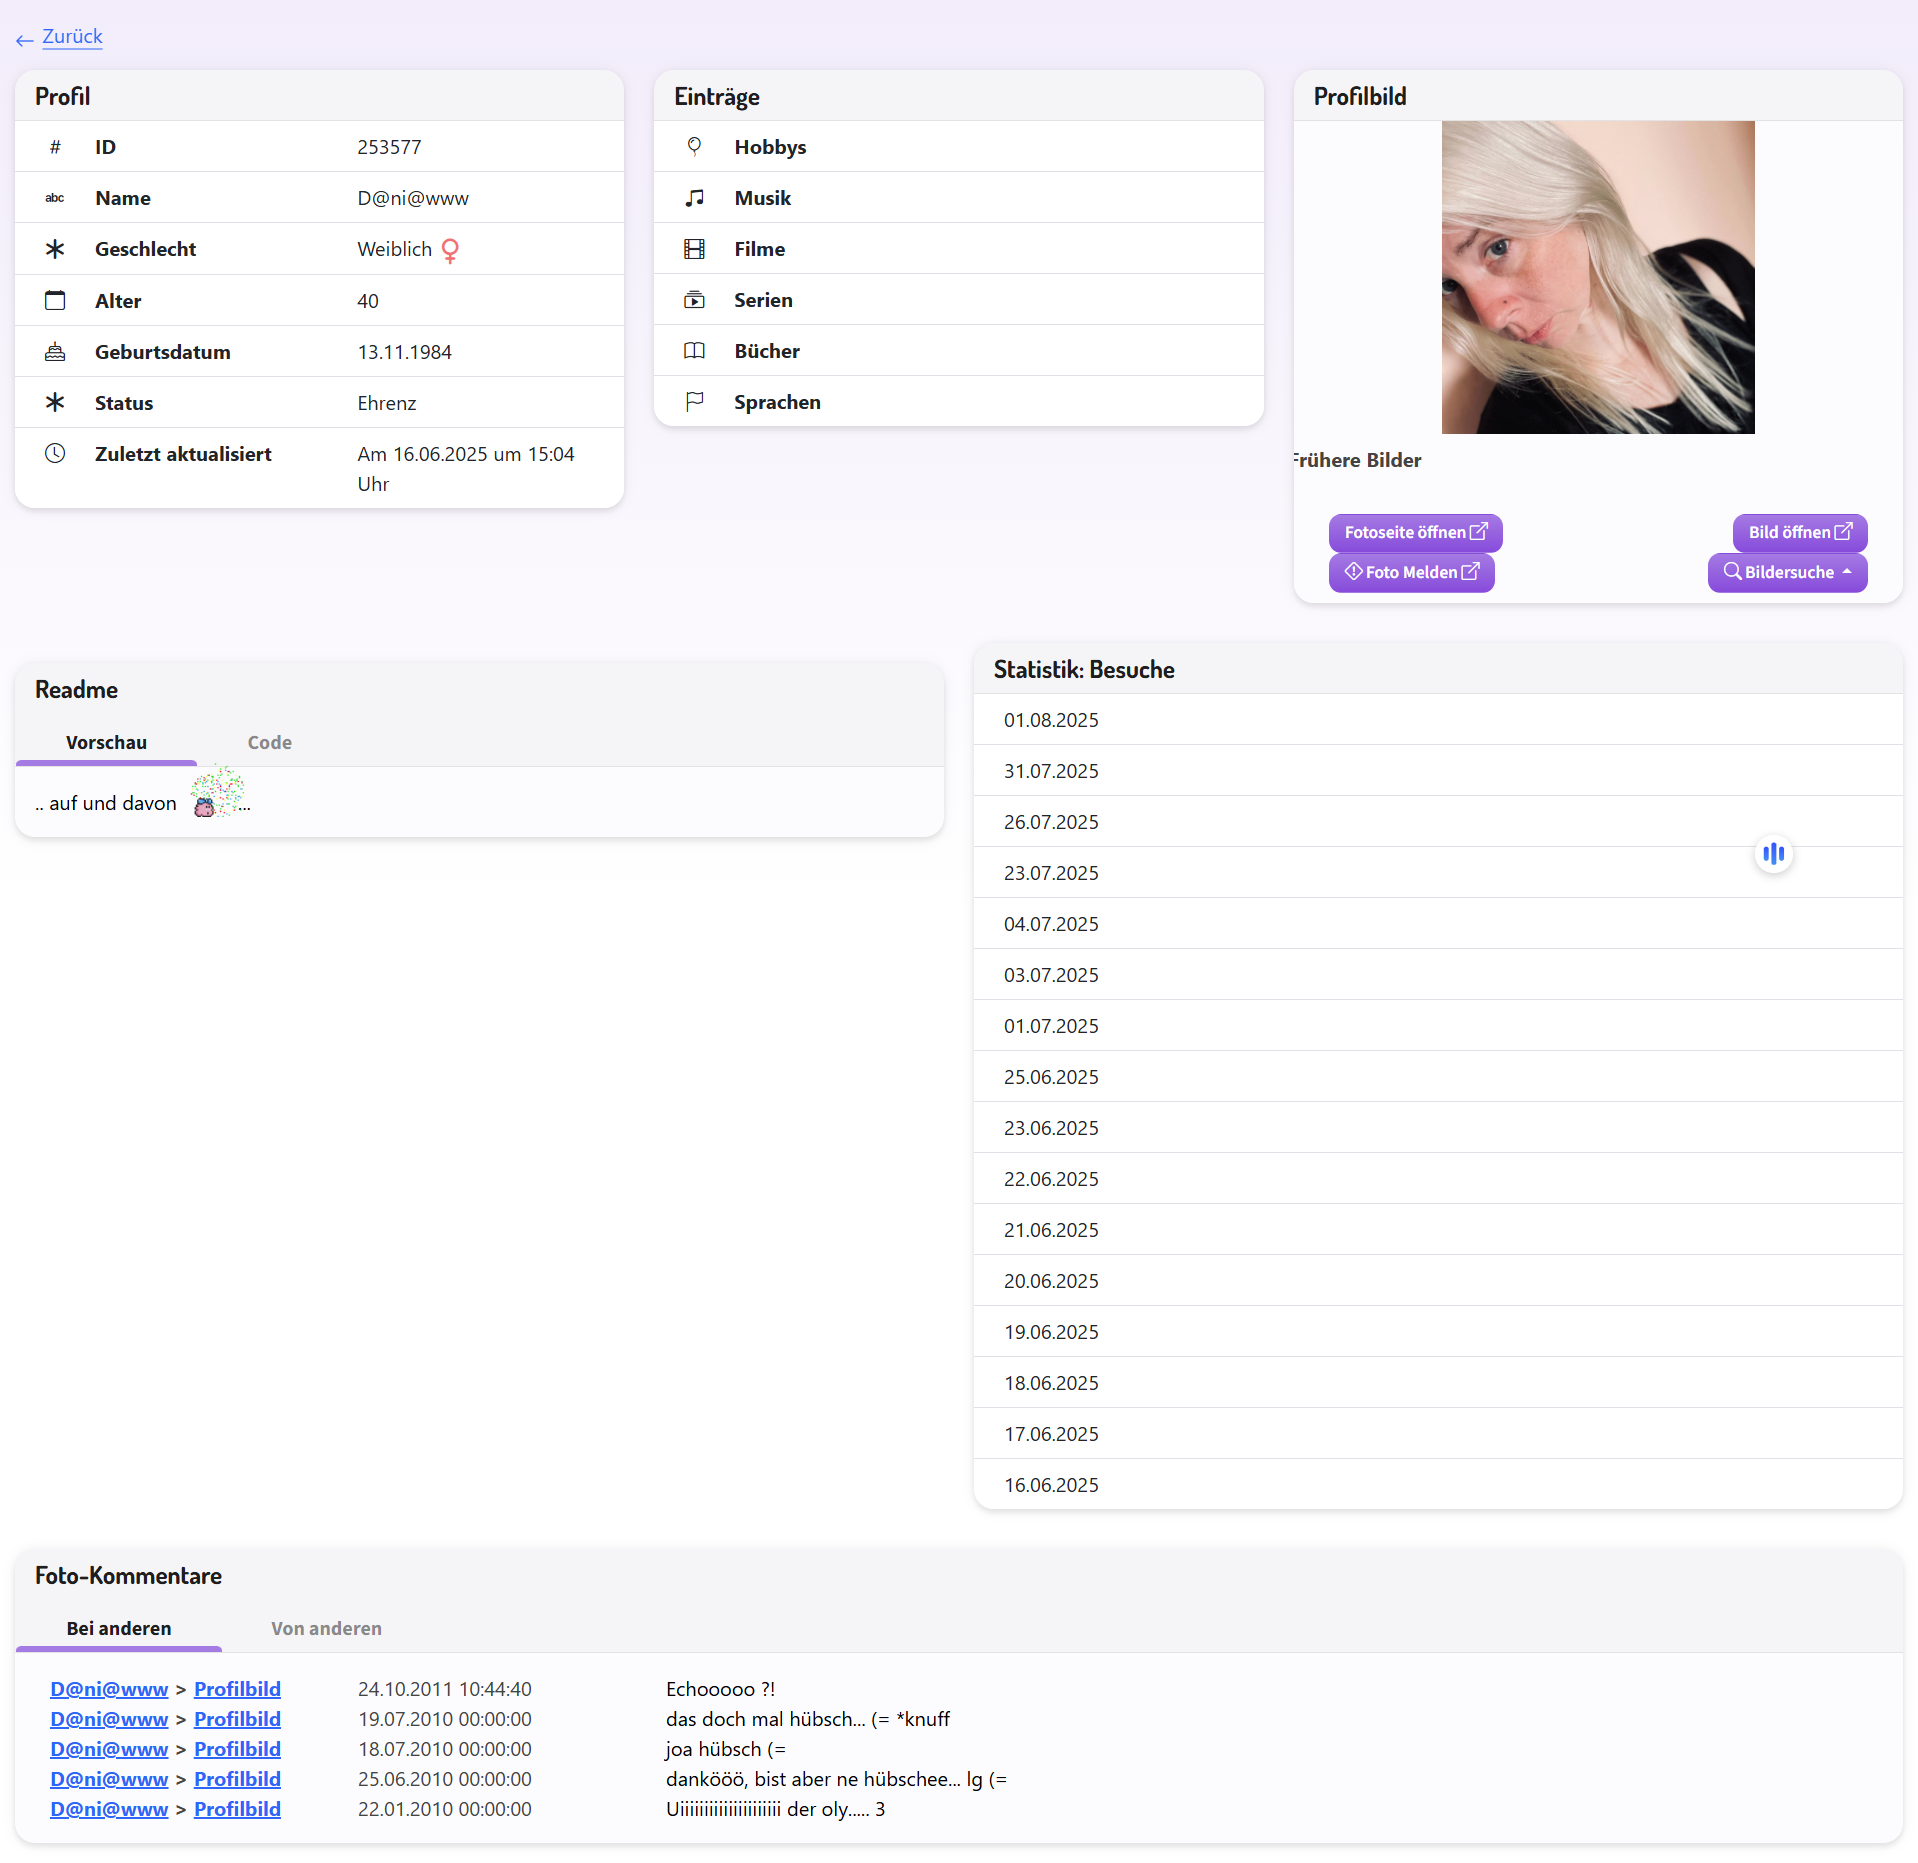 ← Zurück
Profil
# ID 253577
abc Name D@ni@www
Geschlecht Weiblich ♀
Alter 40
Geburtsdatum 13.11.1984
Status Ehrenz
Zuletzt aktualisiert Am 16.06.2025 um 15:04
Uhr
Einträge
Hobbys
Musik
Filme
Serien
Bücher
Sprachen
Profilbild
Frühere Bilder
Fotoseite öffnen
Bild öffnen
Foto Melden
Bildersuche
Readme
Vorschau Code
.. auf und davon ...
Statistik: Besuche
01.08.2025
31.07.2025
26.07.2025
23.07.2025
04.07.2025
03.07.2025
01.07.2025
25.06.2025
23.06.2025
22.06.2025
21.06.2025
20.06.2025
19.06.2025
18.06.2025
17.06.2025
16.06.2025
Foto-Kommentare
Bei anderen Von anderen
D@ni@www > Profilbild 24.10.2011 10:44:40 Echooooo ?!
D@ni@www > Profilbild 19.07.2010 00:00:00 das doch mal hübsch... (= *knuff
D@ni@www > Profilbild 18.07.2010 00:00:00 joa hübsch (=
D@ni@www > Profilbild 25.06.2010 00:00:00 dankööö, bist aber ne hübschee... lg (=
D@ni@www > Profilbild 22.01.2010 00:00:00 Uiiiiiiiiiiiiiiiiiiiii der oly..... 3